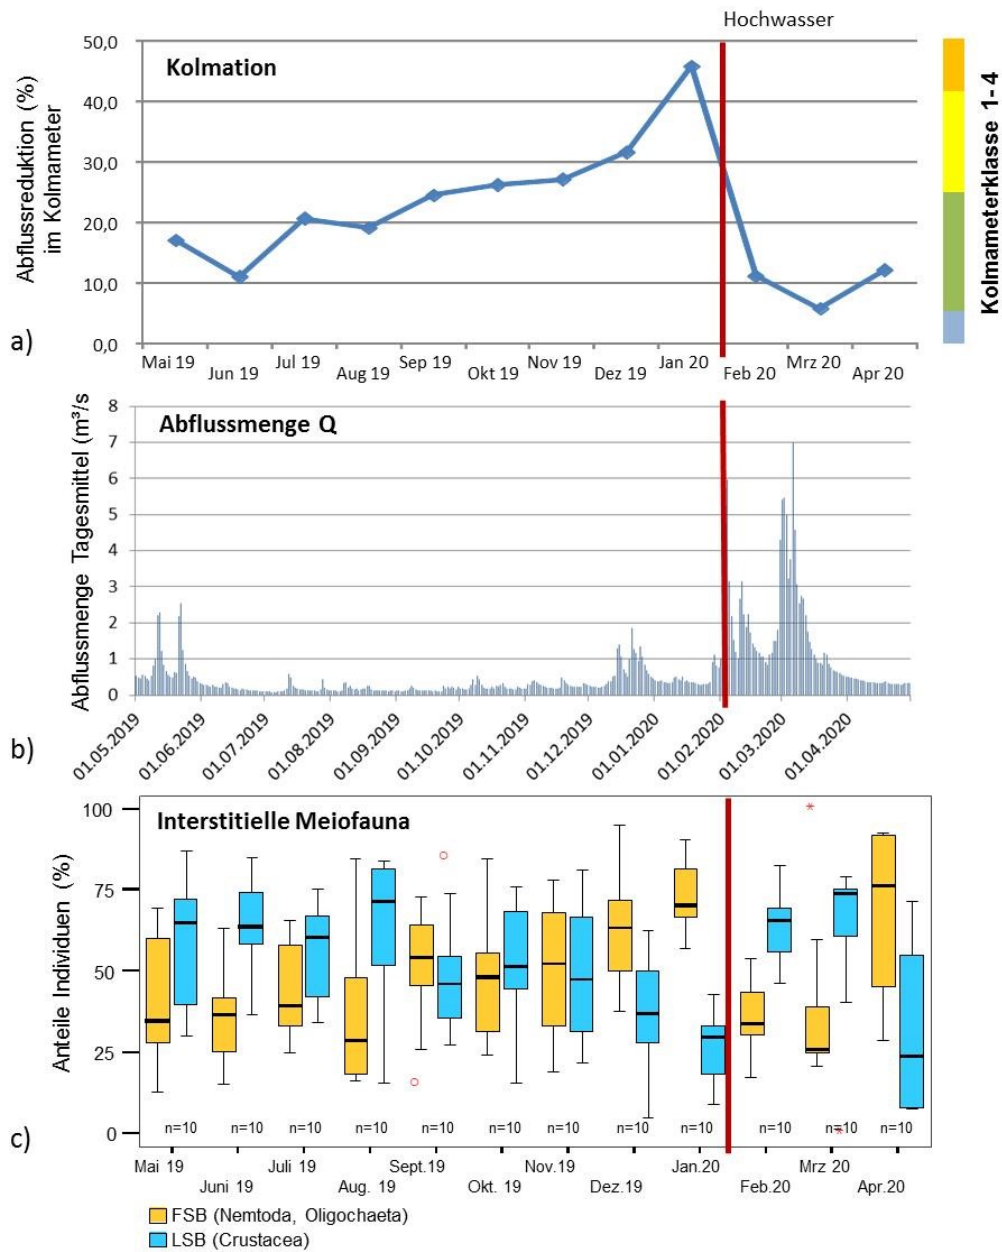 Hochwasser
a)
Kolmation
Abflussreduktion (%)
im Kolmameter
50,0
40,0
30,0
20,0
10,0
0,0
Mai 19
Jun 19
Jul 19
Aug 19
Sep 19
Okt 19
Nov 19
Dez 19
Jan 20
Feb 20
Mrz 20
Apr 20
Kolmameterklasse 1-4
b)
Abflussmenge Q
Abflussmenge Tagesmittel (m³/s
8
7
6
5
4
3
2
1
0
01.05.2019
01.06.2019
01.07.2019
01.08.2019
01.09.2019
01.10.2019
01.11.2019
01.12.2019
01.01.2020
01.02.2020
01.03.2020
01.04.2020
c)
Interstitielle Meiofauna
Anteile Individuen (%)
100
75
50
25
0
n=10 n=10 n=10 n=10 n=10 n=10 n=10 n=10 n=10 n=10 n=10 n=10
Mai 19
Juni 19
Juli 19
Aug. 19
Sept.19
Okt. 19
Nov.19
Dez.19
Jan.20
Feb.20
Mrz 20
Apr.20
FSB (Nemtoda, Oligochaeta)
LSB (Crustacea)